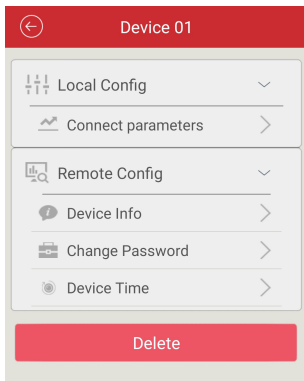 Device 01
Local Config
Connect parameters
Remote Config
Device Info
Change Password
Device Time
Delete